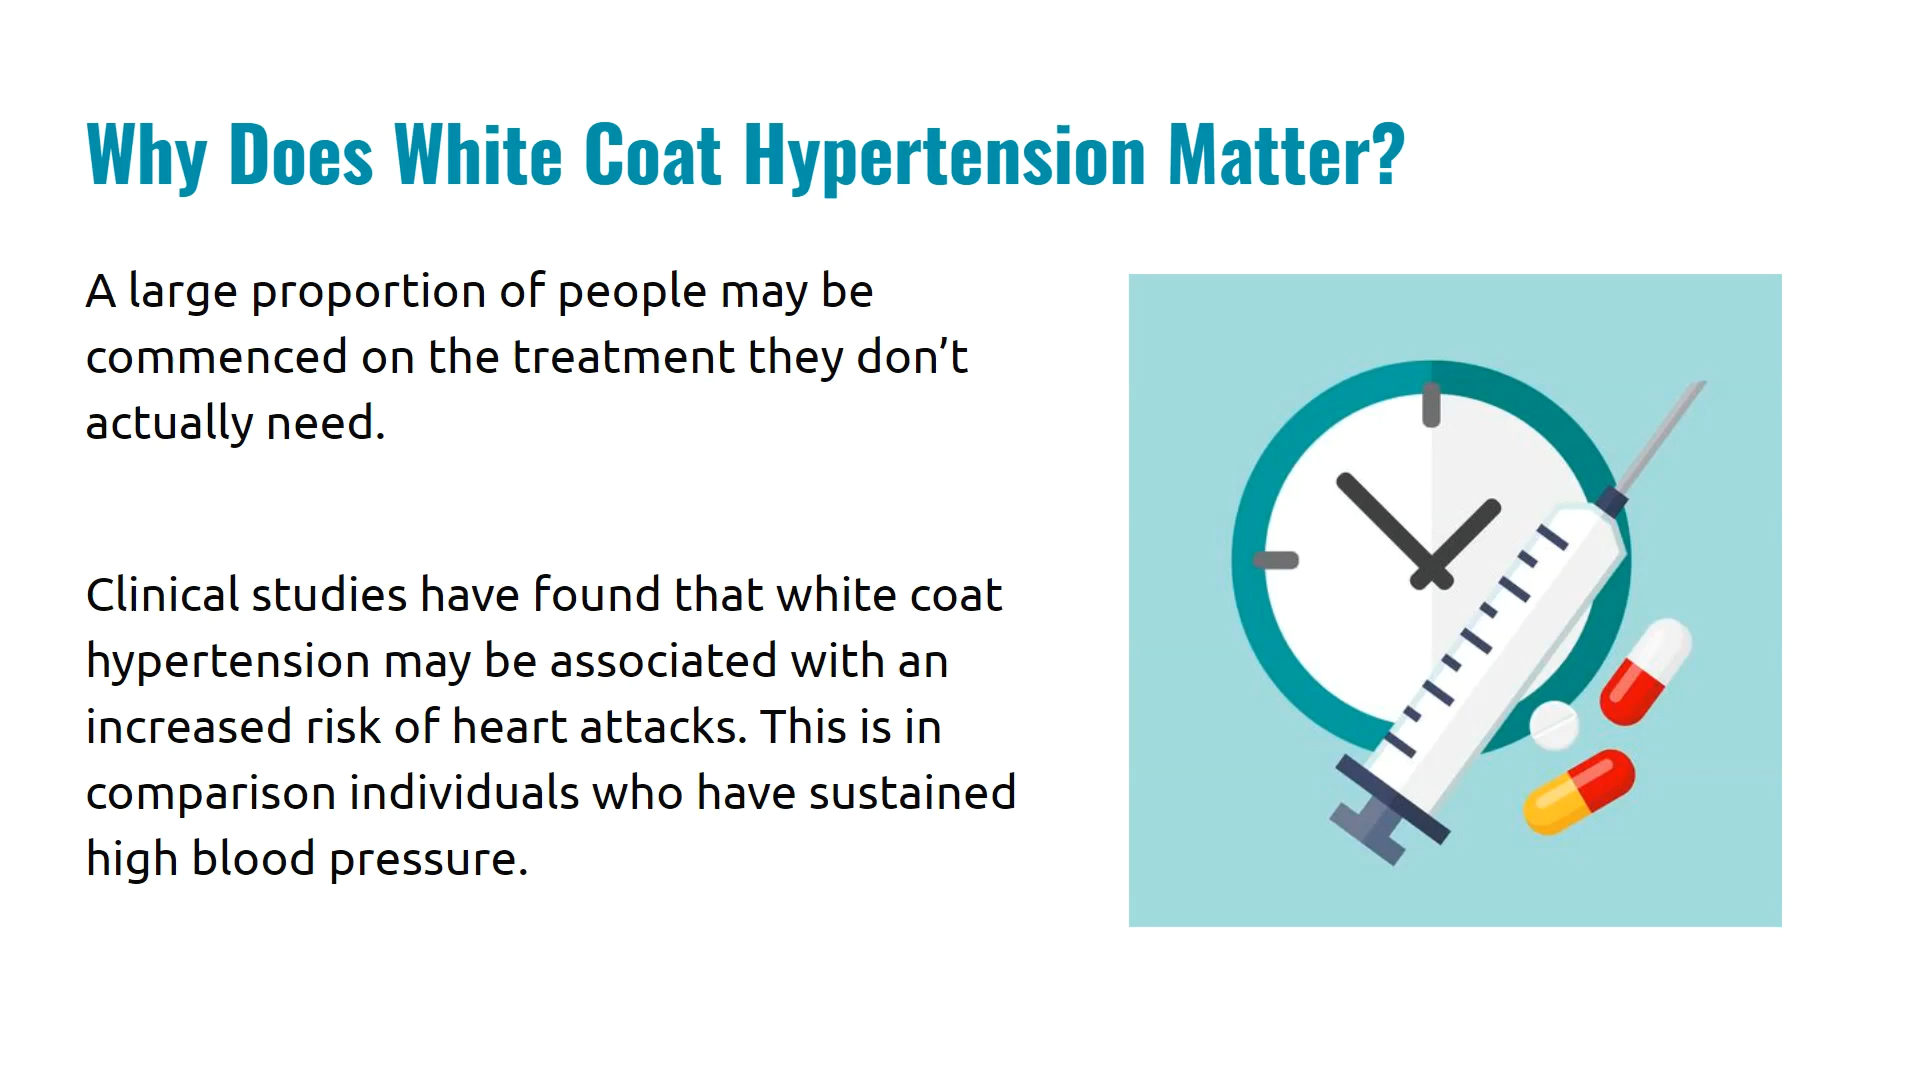 Why Does White Coat Hypertension Matter?
A large proportion of people may be
commenced on the treatment they don’t
actually need.
Clinical studies have found that white coat
hypertension may be associated with an
increased risk of heart attacks. This is in
comparison individuals who have sustained
high blood pressure.